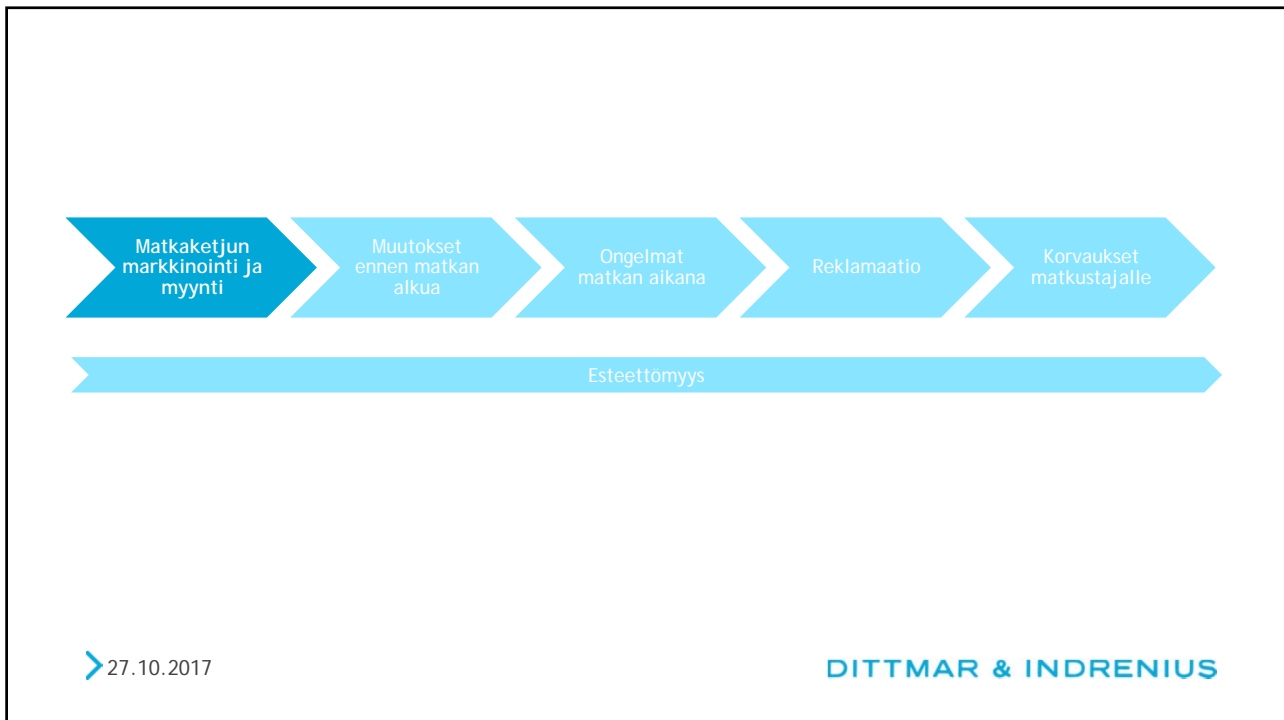 Matkaketjun
markkinointi ja
myynti
Muutokset
ennen matkan
alkua
Ongelmat
matkan aikana
Reklamaatio
Korvaukset
matkustajalle
Esteettömyys
27.10.2017
DITTMAR & INDRENIUS